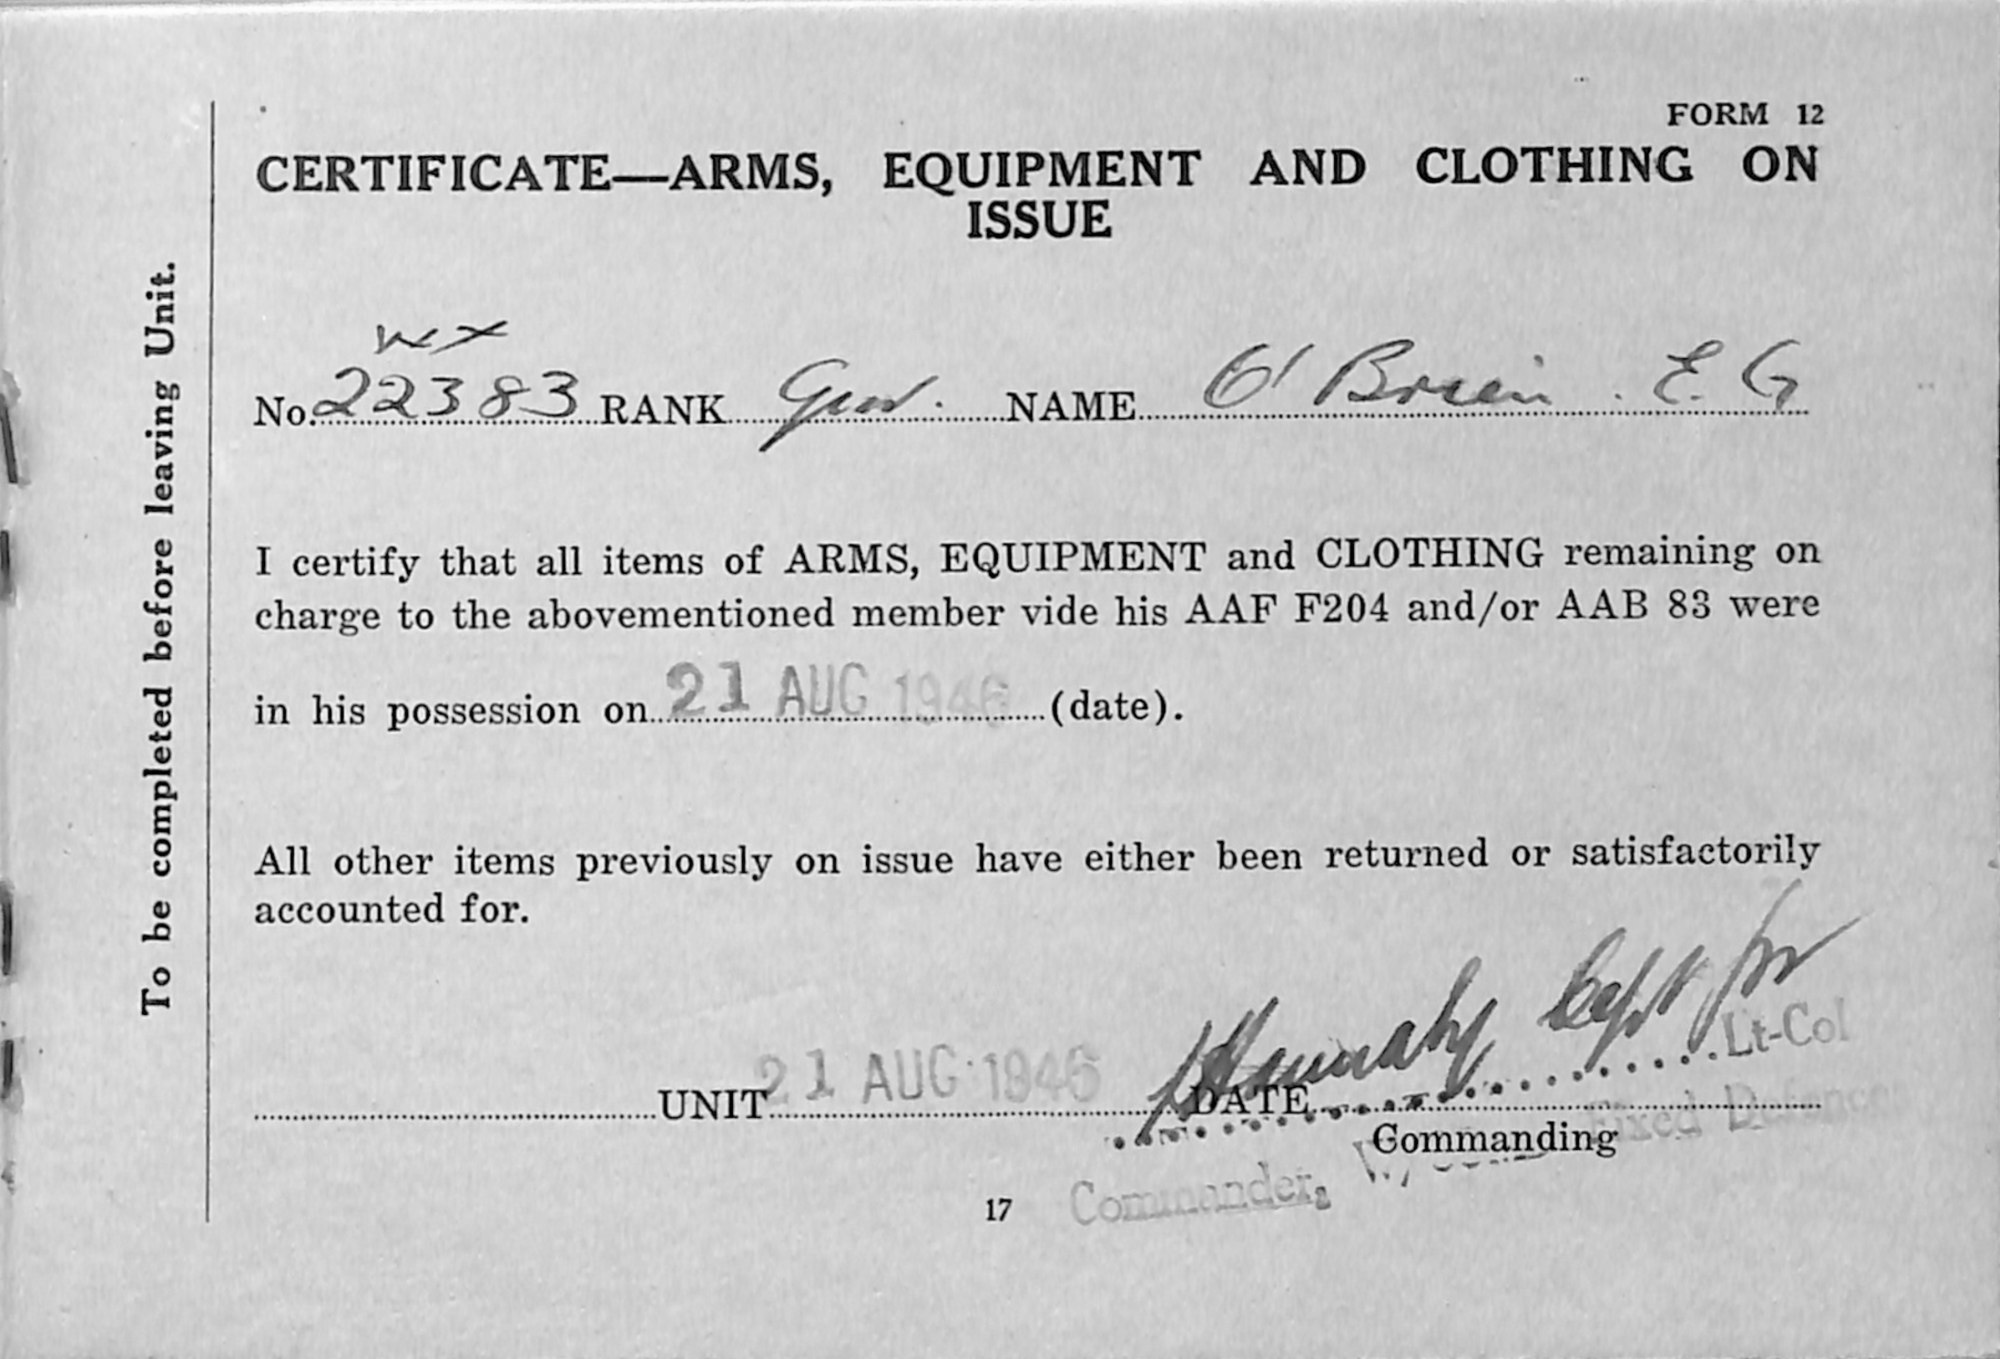 FORM 12
CERTIFICATE—ARMS, EQUIPMENT AND CLOTHING ON
ISSUE
To be completed before leaving Unit.
WX
No. 22383 RANK Gnr. NAME O'Brien. E. G
I certify that all items of ARMS, EQUIPMENT and CLOTHING remaining on
charge to the abovementioned member vide his AAF F204 and/or AAB 83 were
in his possession on 21 AUG 1946 (date).
All other items previously on issue have either been returned or satisfactorily
accounted for.
Hannah Capt for
Lt-Col
UNIT 21 AUG 1946 DATE
Commanding
Commander, Fixed Defence
17